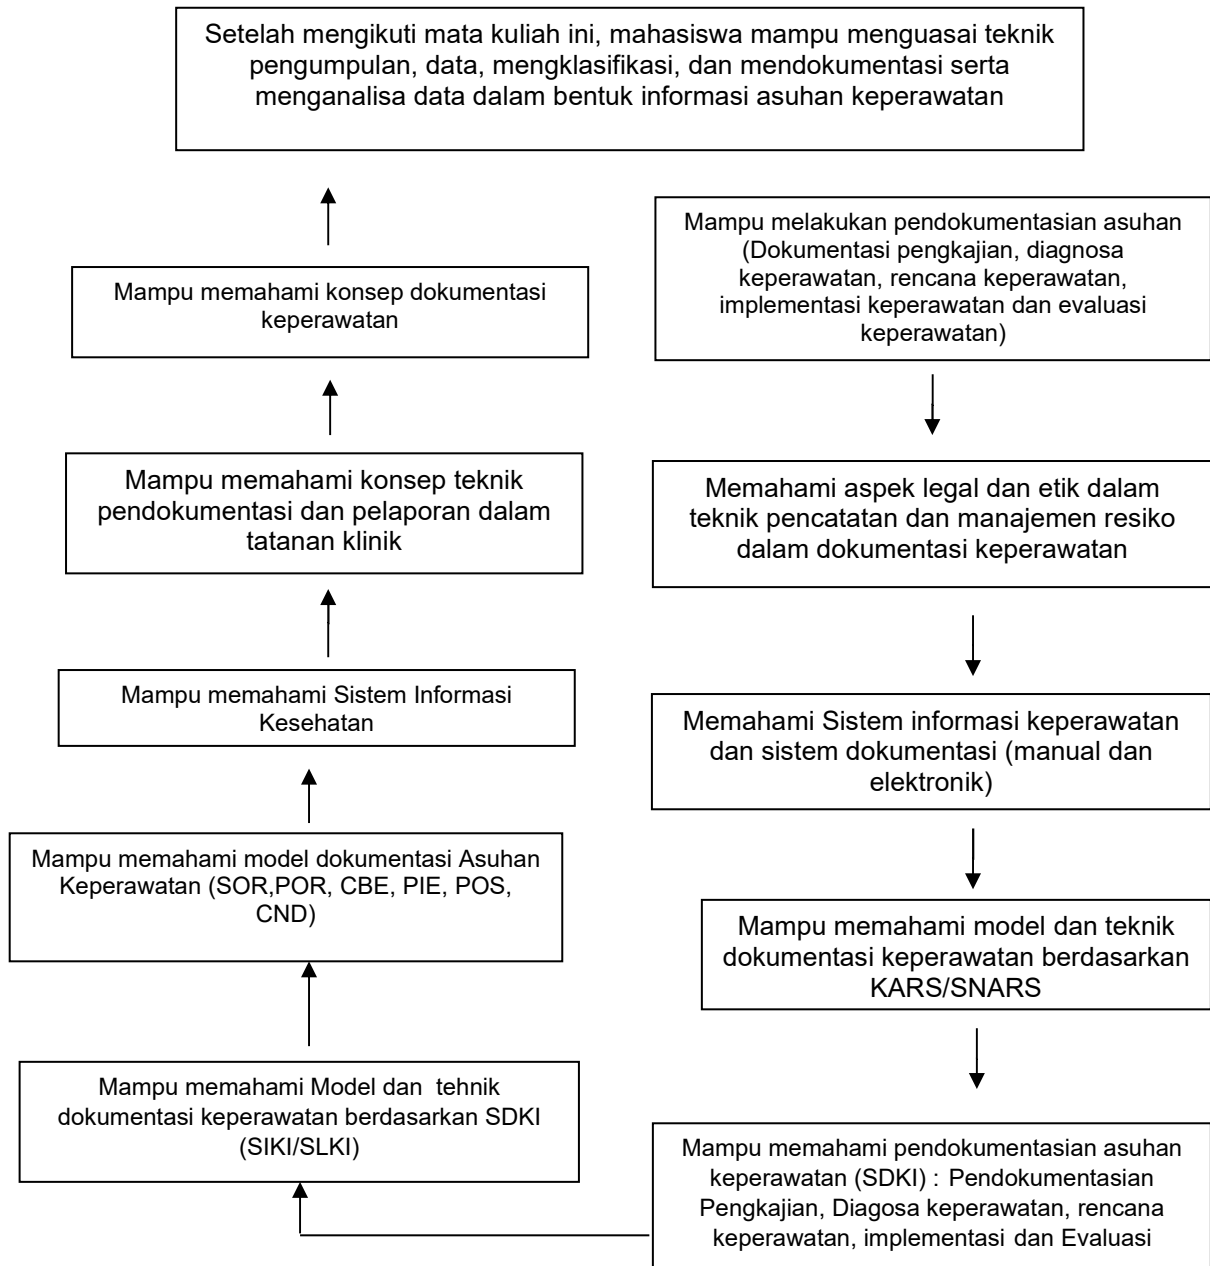 Setelah mengikuti mata kuliah ini, mahasiswa mampu menguasai teknik
pengumpulan, data, mengklasifikasi, dan mendokumentasi serta
menganalisa data dalam bentuk informasi asuhan keperawatan
Mampu memahami konsep dokumentasi
keperawatan
Mampu memahami konsep teknik
pendokumentasi dan pelaporan dalam
tatanan klinik
Mampu memahami Sistem Informasi
Kesehatan
Mampu memahami model dokumentasi Asuhan
Keperawatan (SOR,POR, CBE, PIE, POS,
CND)
Mampu memahami Model dan tehnik
dokumentasi keperawatan berdasarkan SDKI
(SIKI/SLKI)
Mampu melakukan pendokumentasian asuhan
(Dokumentasi pengkajian, diagnosa
keperawatan, rencana keperawatan,
implementasi keperawatan dan evaluasi
keperawatan)
Memahami aspek legal dan etik dalam
teknik pencatatan dan manajemen resiko
dalam dokumentasi keperawatan
Memahami Sistem informasi keperawatan
dan sistem dokumentasi (manual dan
elektronik)
Mampu memahami model dan teknik
dokumentasi keperawatan berdasarkan
KARS/SNARS
Mampu memahami pendokumentasian asuhan
keperawatan (SDKI) : Pendokumentasian
Pengkajian, Diagosa keperawatan, rencana
keperawatan, implementasi dan Evaluasi